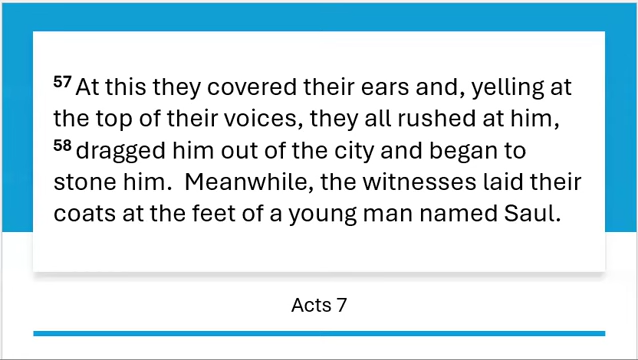 57 At this they covered their ears and, yelling at
the top of their voices, they all rushed at him,
58 dragged him out of the city and began to
stone him.  Meanwhile, the witnesses laid their
coats at the feet of a young man named Saul.
Acts 7